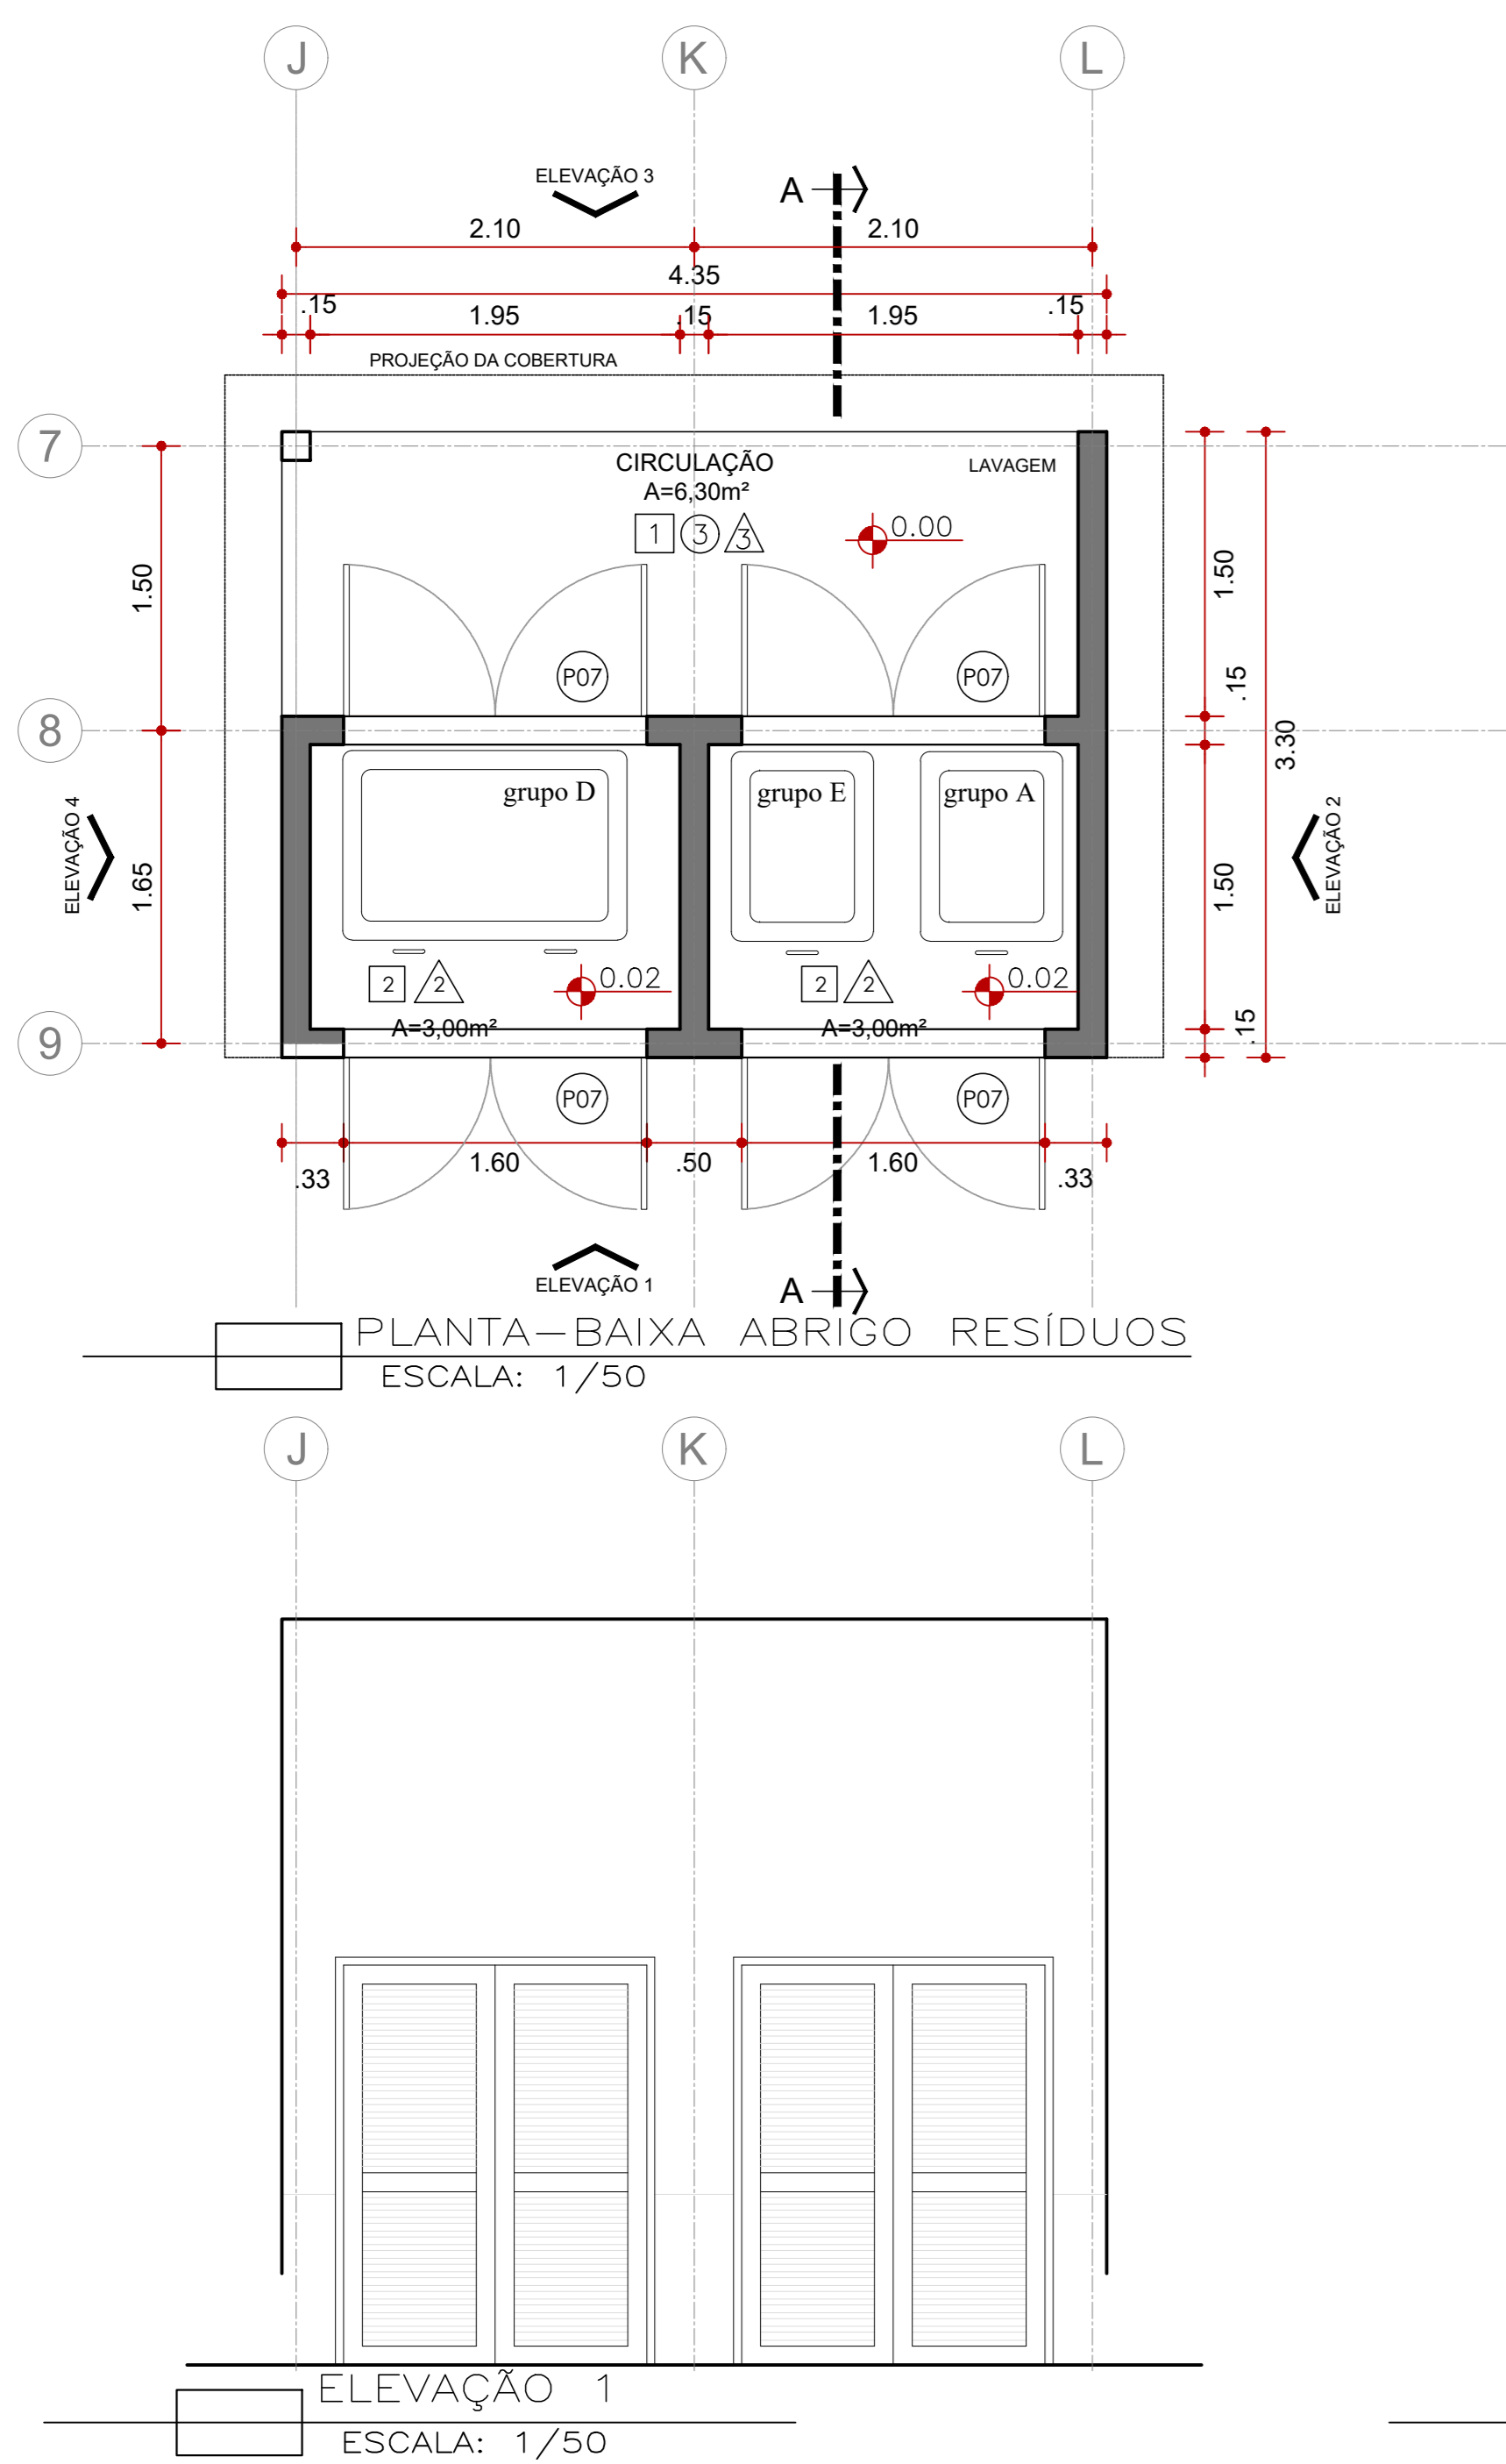 J K L
ELEVAÇÃO 3
A
2.10 2.10
4.35
.15 1.95 .15 1.95 .15
PROJEÇÃO DA COBERTURA
7
CIRCULAÇÃO
LAVAGEM
A=6,30m²
1 3 3
0.00
1.50
1.50
P07 P07
.15
8
3.30
grupo D grupo E grupo A
ELEVAÇÃO 4
1.65
1.50
ELEVAÇÃO 2
2 2 0.02 2 2 0.02
A=3,00m² A=3,00m²
9
.15
P07 P07
.33 1.60 .50 1.60 .33
ELEVAÇÃO 1
A
PLANTA-BAIXA ABRIGO RESÍDUOS
ESCALA: 1/50
J K L
ELEVAÇÃO 1
ESCALA: 1/50